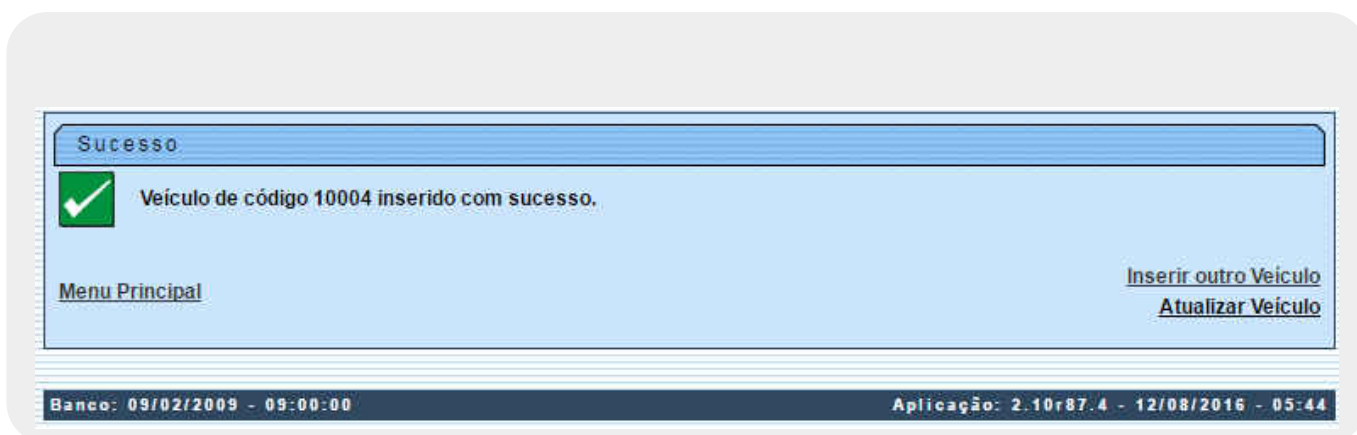 Sucesso
Veículo de código 10004 inserido com sucesso.
Inserir outro Veículo
Menu Principal
Atualizar Veículo
Banco: 09/02/2009 - 09:00:00 Aplicação: 2.10r87.4 - 12/08/2016 - 05:44